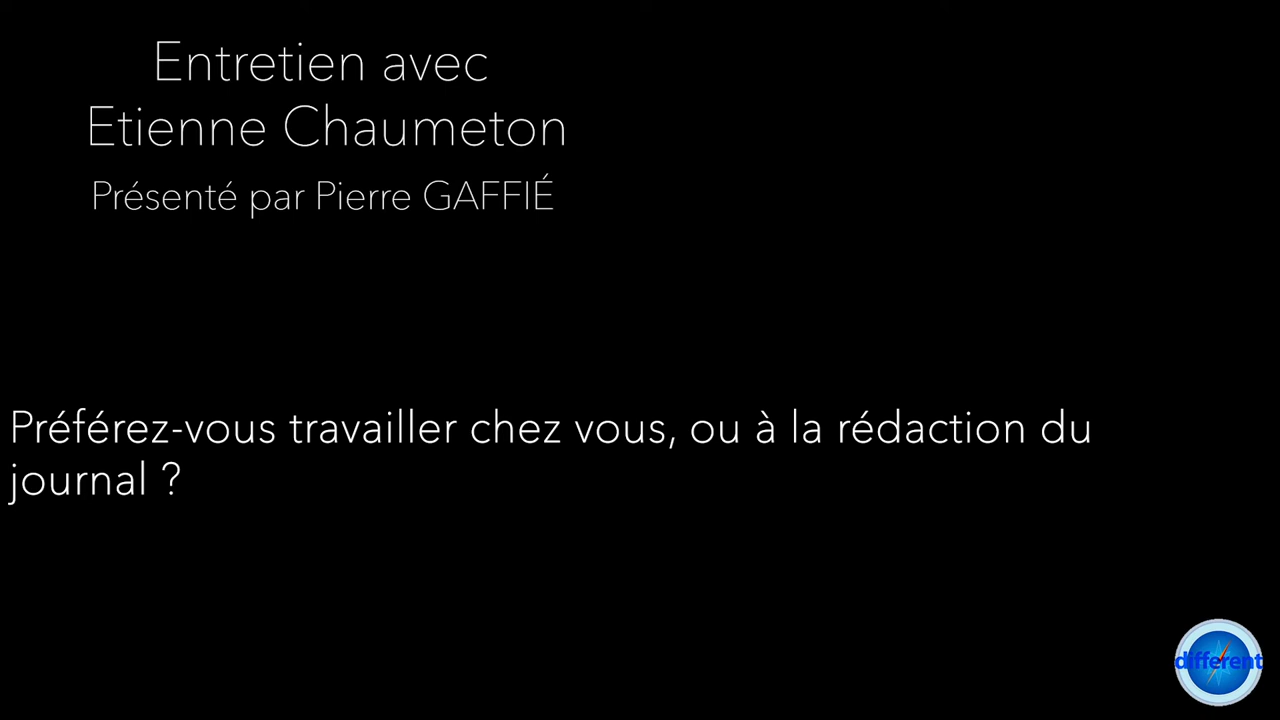 Entretien avec
Etienne Chaumeton
Présenté par Pierre GAFFIÉ
Préférez-vous travailler chez vous, ou à la rédaction du
journal ?
different